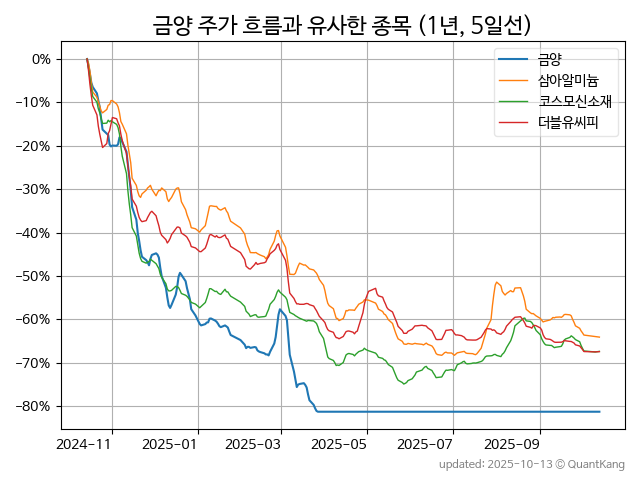 금양 주가 흐름과 유사한 종목 (1년, 5일선)
금양
삼아알미늄
코스모신소재
더블유씨피
0%
−10%
−20%
−30%
−40%
−50%
−60%
−70%
−80%
2024-11
2025-01
2025-03
2025-05
2025-07
2025-09
updated: 2025-10-13 © QuantKang